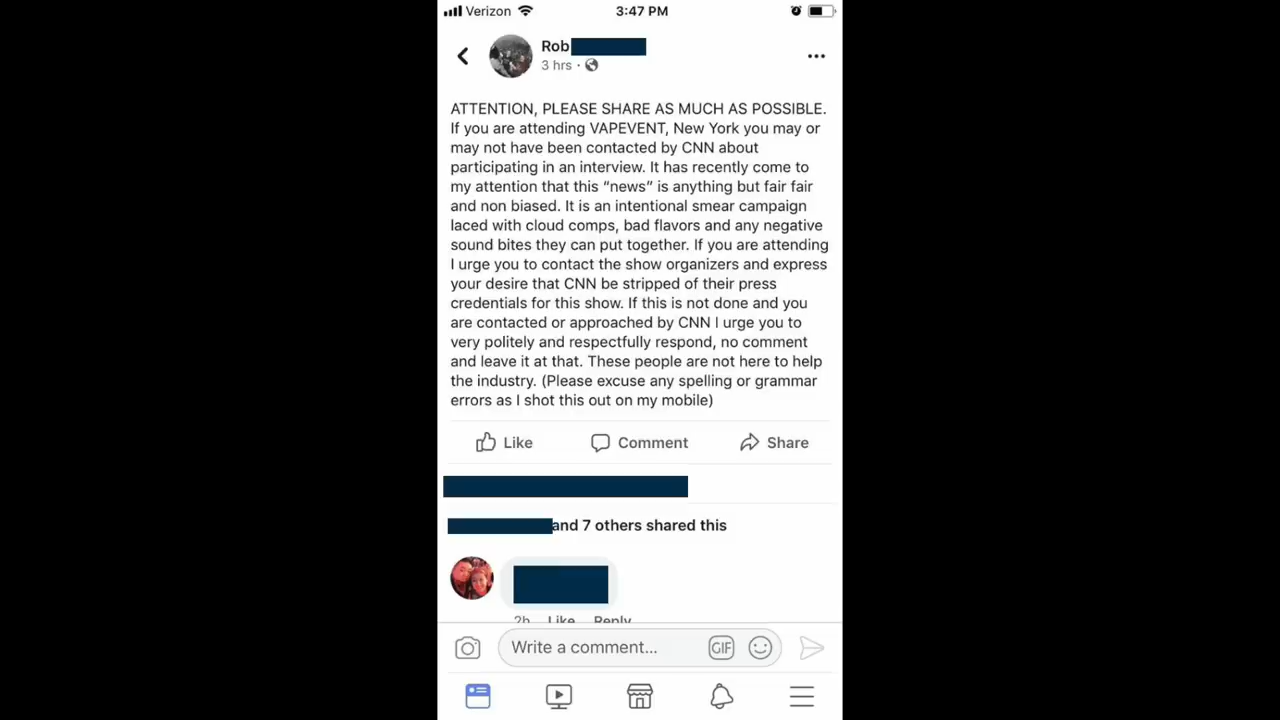 Verizon 3:47 PM
Rob
3 hrs ·
ATTENTION, PLEASE SHARE AS MUCH AS POSSIBLE.
If you are attending VAPEVENT, New York you may or
may not have been contacted by CNN about
participating in an interview. It has recently come to
my attention that this “news” is anything but fair fair
and non biased. It is an intentional smear campaign
laced with cloud comps, bad flavors and any negative
sound bites they can put together. If you are attending
I urge you to contact the show organizers and express
your desire that CNN be stripped of their press
credentials for this show. If this is not done and you
are contacted or approached by CNN I urge you to
very politely and respectfully respond, no comment
and leave it at that. These people are not here to help
the industry. (Please excuse any spelling or grammar
errors as I shot this out on my mobile)
Like Comment Share
and 7 others shared this
2h Like Reply
Write a comment... GIF